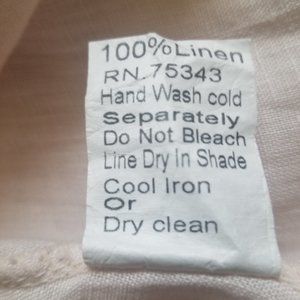 100%Linen
RN.75343
Hand Wash cold
Separately
Do Not Bleach
Line Dry In Shade
Cool Iron
Or
Dry clean